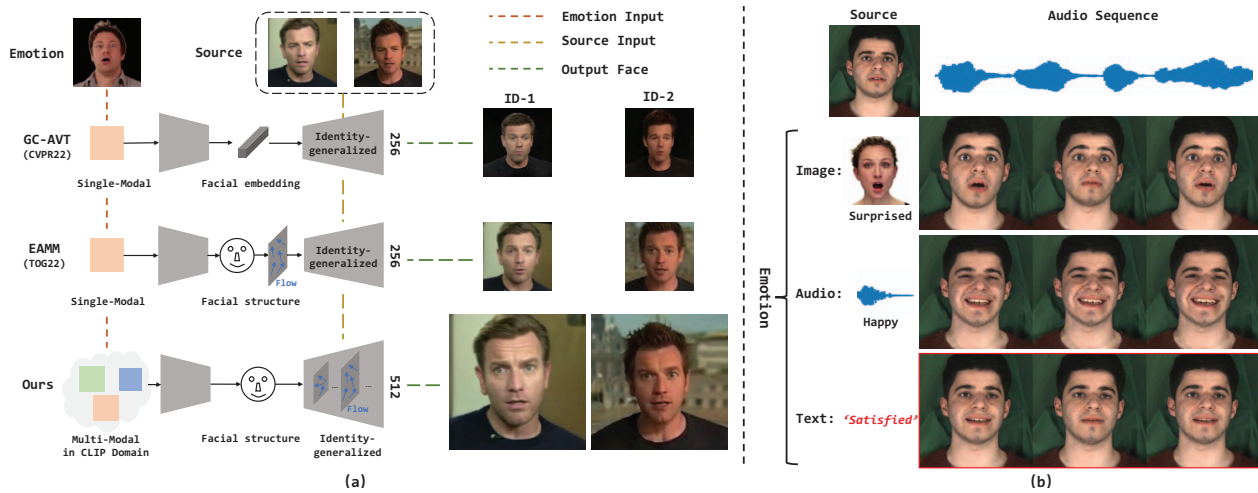 Emotion
Source
Emotion Input
Source Input
Output Face
ID-1
ID-2
GC-AVT
(CVPR22)
Single-Modal
Facial embedding
Identity-
generalized
256
EAMM
(TOG22)
Single-Modal
Flow
Facial structure
Identity-
generalized
256
Ours
Multi-Modal
in CLIP Domain
Facial structure
Flow
Identity-
generalized
512
(a)
Source
Audio Sequence
Emotion
Image:
Surprised
Audio:
Happy
Text:
‘Satisfied’
(b)